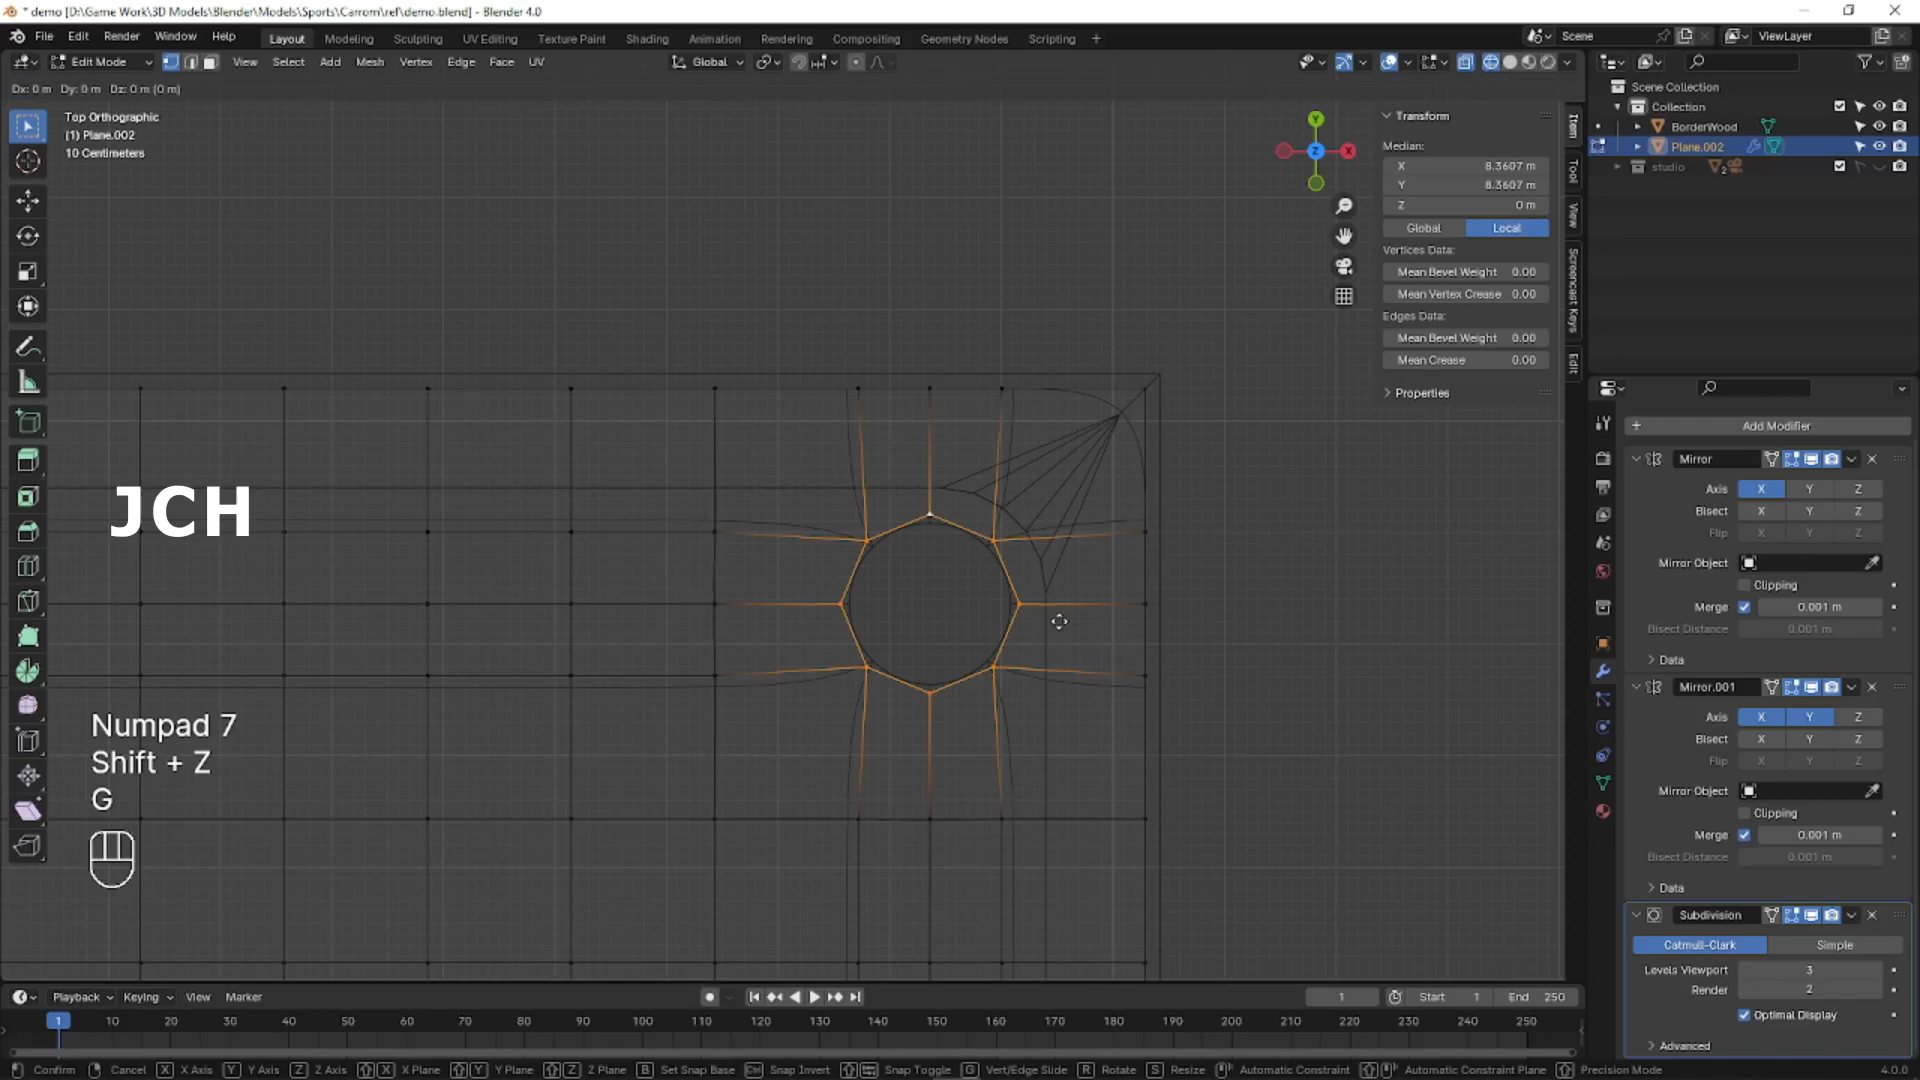 * demo [D:\Game Work\3D Models\Blender\Models\Sports\Carrom\ref\demo.blend] - Blender 4.0
File Edit Render Window Help Layout Modeling Sculpting UV Editing Texture Paint Shading Animation Rendering Compositing Geometry Nodes Scripting + Scene ViewLayer
Edit Mode View Select Add Mesh Vertex Edge Face UV Global
Dx: 0 m Dy: 0 m Dz: 0 m (0 m)
Top Orthographic
(1) Plane.002
10 Centimeters
Y
Z
X
Transform
Median:
X 8.3607 m
Y 8.3607 m
Z 0 m
Global Local
Vertices Data:
Mean Bevel Weight 0.00
Mean Vertex Crease 0.00
Edges Data:
Mean Bevel Weight 0.00
Mean Crease 0.00
Properties
Item
Tool
View
Screencast Keys
Edit
Scene Collection
Collection
BorderWood
Plane.002
studio 2
+ Add Modifier
Mirror
Axis X Y Z
Bisect X Y Z
Flip X Y Z
Mirror Object
Clipping
Merge 0.001 m
Bisect Distance 0.001 m
Data
Mirror.001
Axis X Y Z
Bisect X Y Z
Flip X Y Z
Mirror Object
Clipping
Merge 0.001 m
Bisect Distance 0.001 m
Data
Subdivision
Catmull-Clark Simple
Levels Viewport 3
Render 2
Optimal Display
Advanced
JCH
Numpad 7
Shift + Z
G
Playback Keying View Marker 1 Start 1 End 250
1 10 20 30 40 50 60 70 80 90 100 110 120 130 140 150 160 170 180 190 200 210 220 230 240 250
Confirm Cancel X X Axis Y Y Axis Z Z Axis X X Plane Y Y Plane Z Z Plane B Set Snap Base Snap Invert Snap Toggle G Vert/Edge Slide R Rotate S Resize Automatic Constraint Automatic Constraint Plane Precision Mode 4.0.0